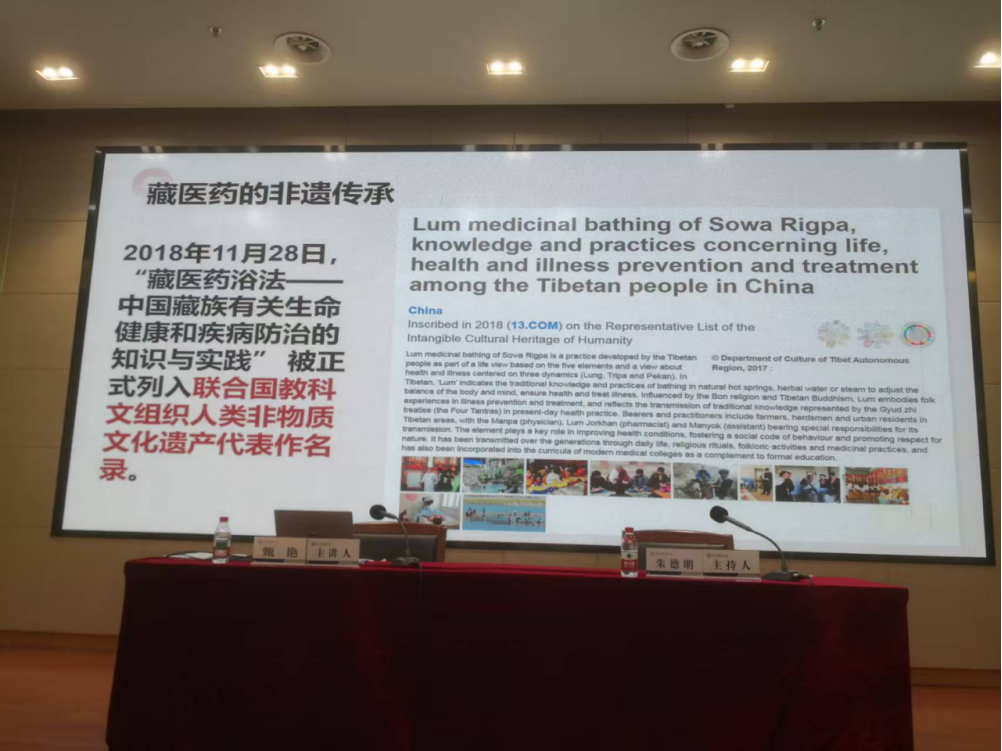 藏医药的非遗传承
2018年11月28日，
“藏医药浴法——
中国藏族有关生命
健康和疾病防治的
知识与实践” 被正
式列入联合国教科
文组织人类非物质
文化遗产代表作名
录。
Lum medicinal bathing of Sowa Rigpa,
knowledge and practices concerning life,
health and illness prevention and treatment
among the Tibetan people in China
China
Inscribed in 2018 (13.COM) on the Representative List of the
Intangible Cultural Heritage of Humanity
© Department of Culture of Tibet Autonomous
Region, 2017
Lum medicinal bathing of Sowa Rigpa is a practice developed by the Tibetan
people as part of a life view based on the five elements and a view about
health and illness centered on three dynamics (Lung, Tripa and Pekan). In
Tibetan, 'Lum' indicates the traditional knowledge and practices of bathing in natural hot springs, herbal water or steam to adjust the
balance of the body and mind, ensure health and treat illness. Influenced by the Bon religion and Tibetan Buddhism, Lum embodies folk
experiences in illness prevention and treatment, and reflects the transmission of traditional knowledge represented by the Gyud zhi
treatise (the Four Tantras) in present-day health practice. Bearers and practitioners include farmers, herdsmen and urban residents in
Tibetan areas, with the Manpa (physician), Lum Jorkhan (pharmacist) and Manyok (assistant) bearing special responsibilities for its
transmission. The element plays a key role in improving health conditions, fostering a social code of behaviour and promoting respect for
nature. It has been transmitted over the generations through daily life, religious rituals, folkloric activities and medicinal practices, and
has also been incorporated into the curricula of modern medical colleges as a complement to formal education.
甄 艳 主讲人
朱德明 主持人